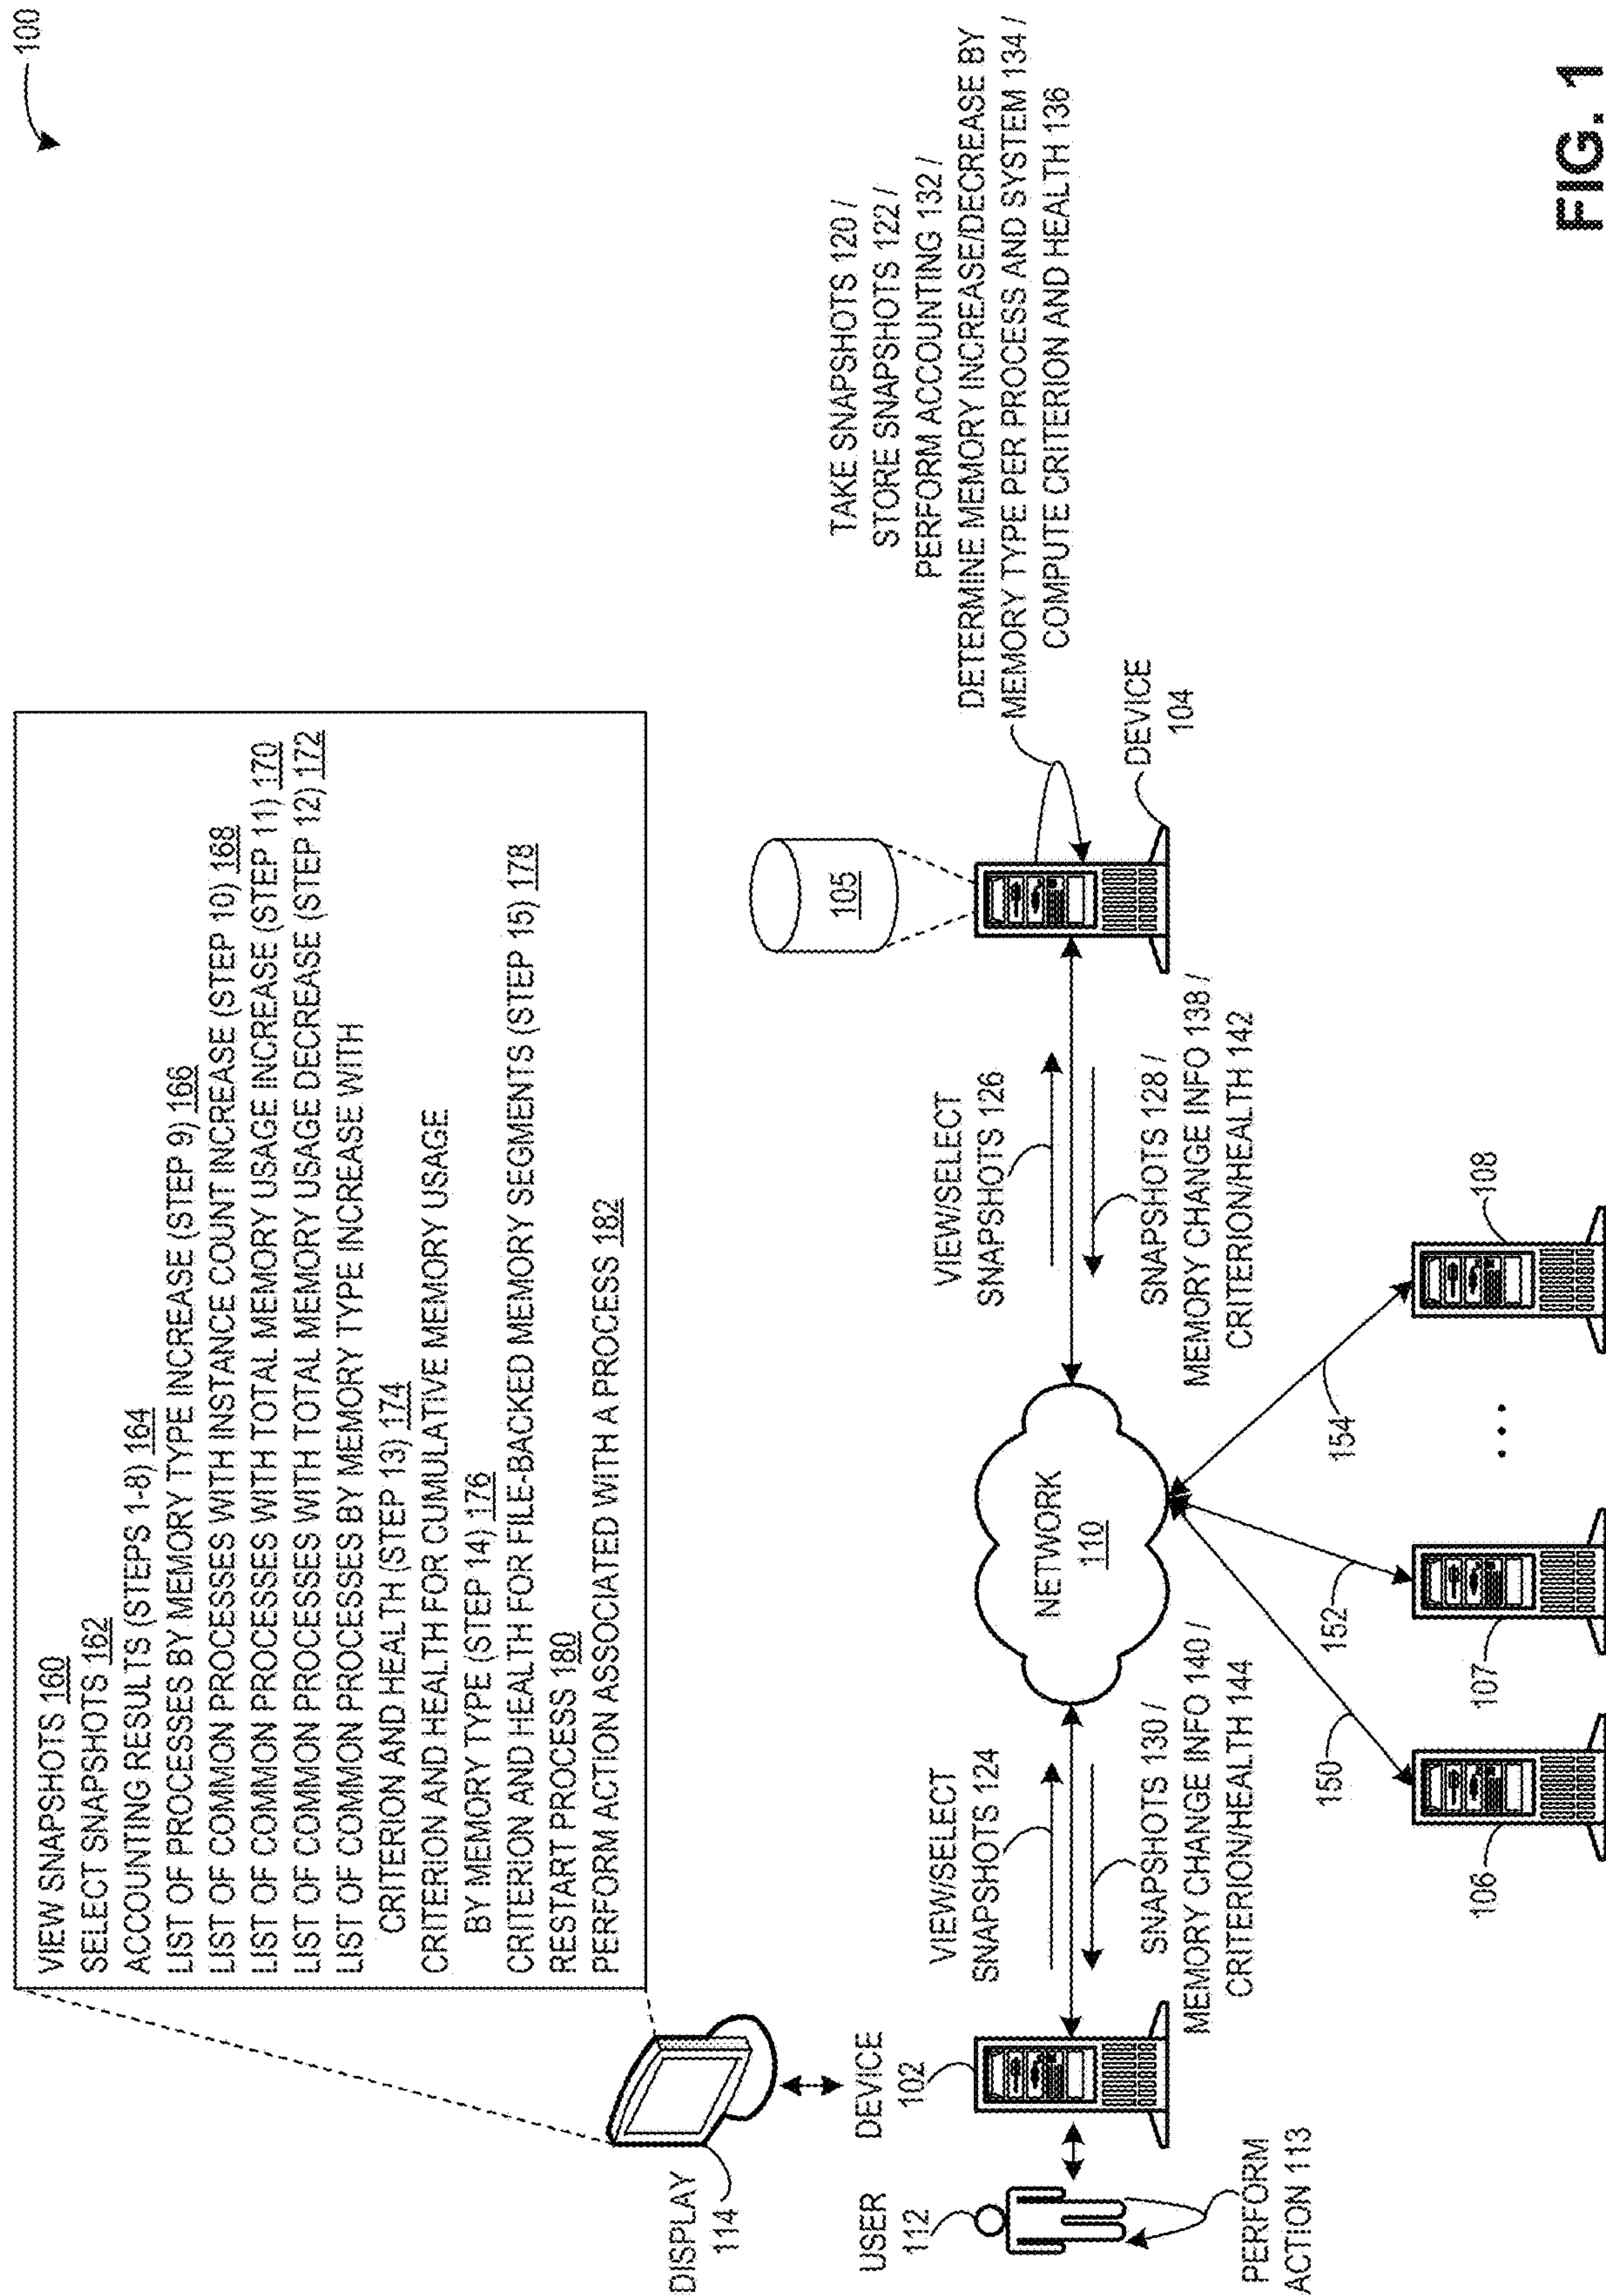 100
VIEW SNAPSHOTS 160
SELECT SNAPSHOTS 162
ACCOUNTING RESULTS (STEPS 1-8) 164
LIST OF PROCESSES BY MEMORY TYPE INCREASE (STEP 9) 166
LIST OF COMMON PROCESSES WITH INSTANCE COUNT INCREASE (STEP 10) 168
LIST OF COMMON PROCESSES WITH TOTAL MEMORY USAGE INCREASE (STEP 11) 170
LIST OF COMMON PROCESSES WITH TOTAL MEMORY USAGE DECREASE (STEP 12) 172
LIST OF COMMON PROCESSES BY MEMORY TYPE INCREASE WITH
CRITERION AND HEALTH (STEP 13) 174
CRITERION AND HEALTH FOR CUMULATIVE MEMORY USAGE
BY MEMORY TYPE (STEP 14) 176
CRITERION AND HEALTH FOR FILE-BACKED MEMORY SEGMENTS (STEP 15) 178
RESTART PROCESS 180
PERFORM ACTION ASSOCIATED WITH A PROCESS 182
DISPLAY
114
USER
112
PERFORM
ACTION 113
DEVICE
102
VIEW/SELECT
SNAPSHOTS 124
SNAPSHOTS 130 /
MEMORY CHANGE INFO 140 /
CRITERION/HEALTH 144
NETWORK
110
VIEW/SELECT
SNAPSHOTS 126
SNAPSHOTS 128 /
MEMORY CHANGE INFO 138 /
CRITERION/HEALTH 142
105
DEVICE
104
TAKE SNAPSHOTS 120 /
STORE SNAPSHOTS 122 /
PERFORM ACCOUNTING 132 /
DETERMINE MEMORY INCREASE/DECREASE BY
MEMORY TYPE PER PROCESS AND SYSTEM 134 /
COMPUTE CRITERION AND HEALTH 136
150
152
154
106
107
...
108
FIG. 1